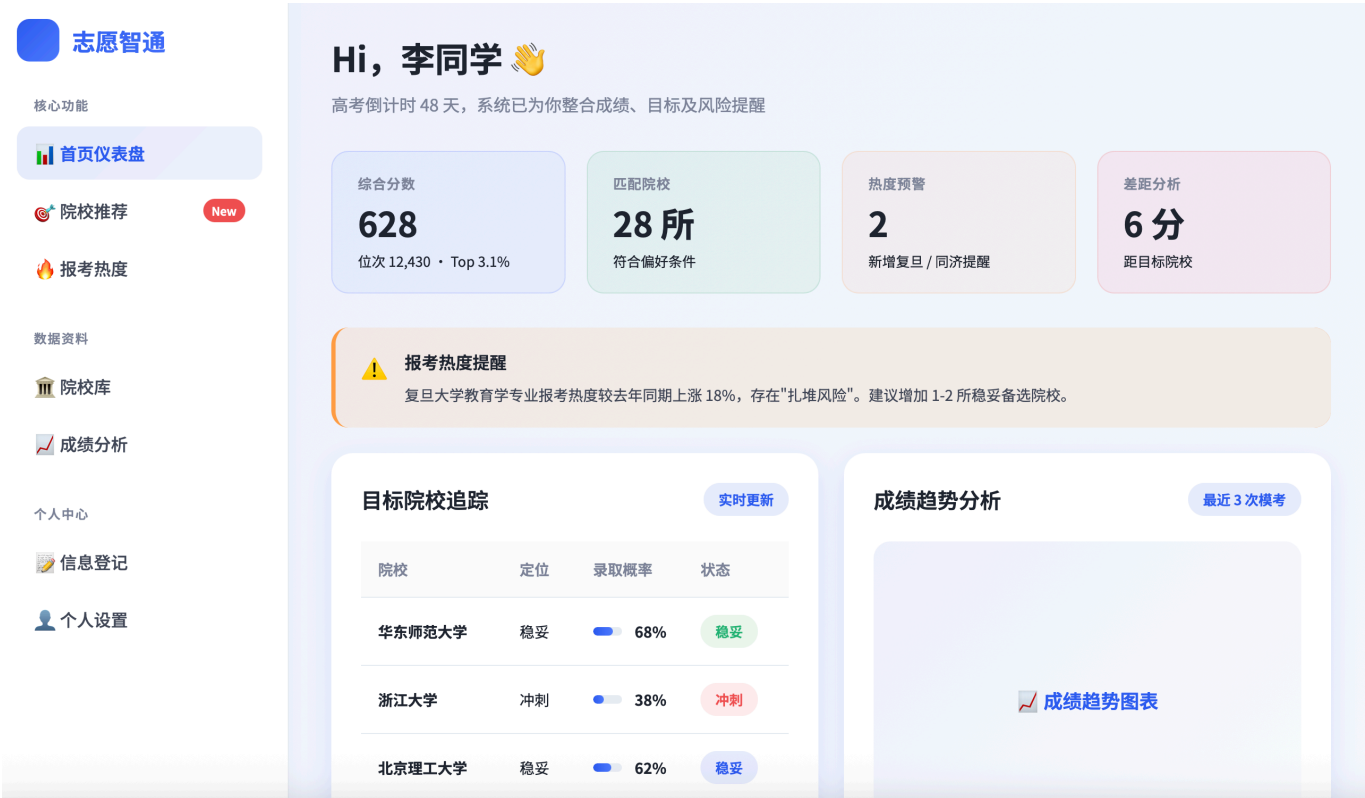 志愿智通
核心功能
首页仪表盘
院校推荐 New
报考热度
数据资料
院校库
成绩分析
个人中心
信息登记
个人设置
Hi，李同学
高考倒计时 48 天，系统已为你整合成绩、目标及风险提醒
综合分数
628
位次 12,430 · Top 3.1%
匹配院校
28 所
符合偏好条件
热度预警
2
新增复旦 / 同济提醒
差距分析
6 分
距目标院校
报考热度提醒
复旦大学教育学专业报考热度较去年同期上涨 18%，存在"扎堆风险"。建议增加 1-2 所稳妥备选院校。
目标院校追踪 实时更新
院校 定位 录取概率 状态
华东师范大学 稳妥 68% 稳妥
浙江大学 冲刺 38% 冲刺
北京理工大学 稳妥 62% 稳妥
成绩趋势分析 最近 3 次模考
成绩趋势图表